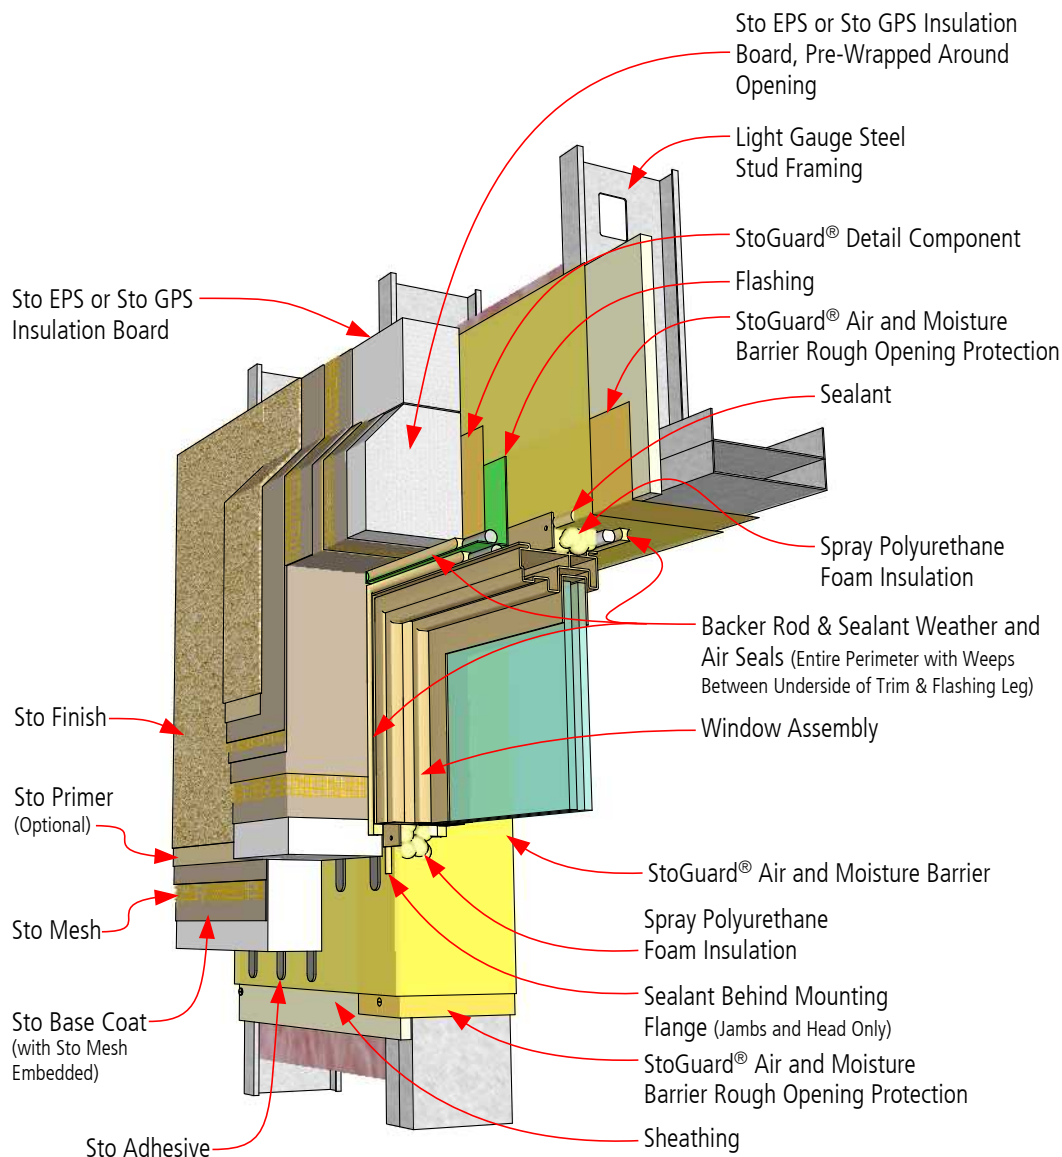 Sto EPS or Sto GPS Insulation
Board, Pre-Wrapped Around
Opening
Light Gauge Steel
Stud Framing
StoGuard® Detail Component
Flashing
StoGuard® Air and Moisture
Barrier Rough Opening Protection
Sealant
Spray Polyurethane
Foam Insulation
Backer Rod & Sealant Weather and
Air Seals (Entire Perimeter with Weeps
Between Underside of Trim & Flashing Leg)
Window Assembly
StoGuard® Air and Moisture Barrier
Spray Polyurethane
Foam Insulation
Sealant Behind Mounting
Flange (Jambs and Head Only)
StoGuard® Air and Moisture
Barrier Rough Opening Protection
Sheathing
Sto EPS or Sto GPS
Insulation Board
Sto Finish
Sto Primer
(Optional)
Sto Mesh
Sto Base Coat
(with Sto Mesh
Embedded)
Sto Adhesive